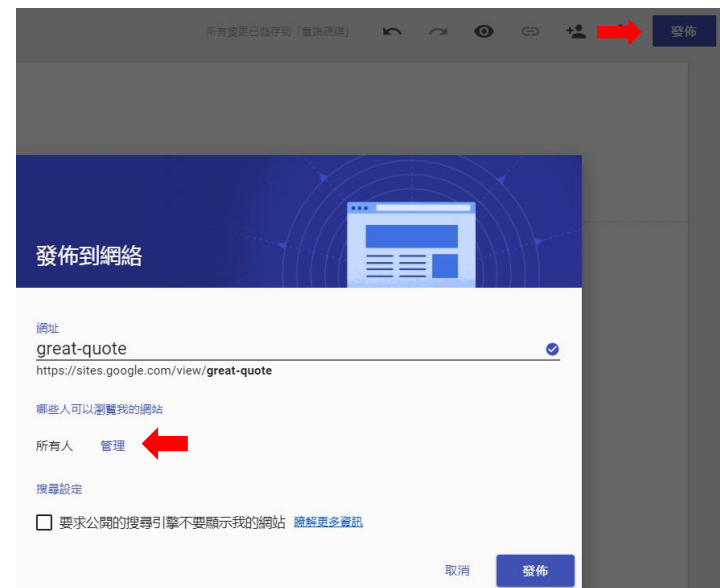 所有變更已儲存到「雲端硬碟」
發佈
發佈到網絡
網址
great-quote
https://sites.google.com/view/great-quote
哪些人可以瀏覽我的網站
所有人 管理
搜尋設定
要求公開的搜尋引擎不要顯示我的網站 瞭解更多資訊
取消 發佈